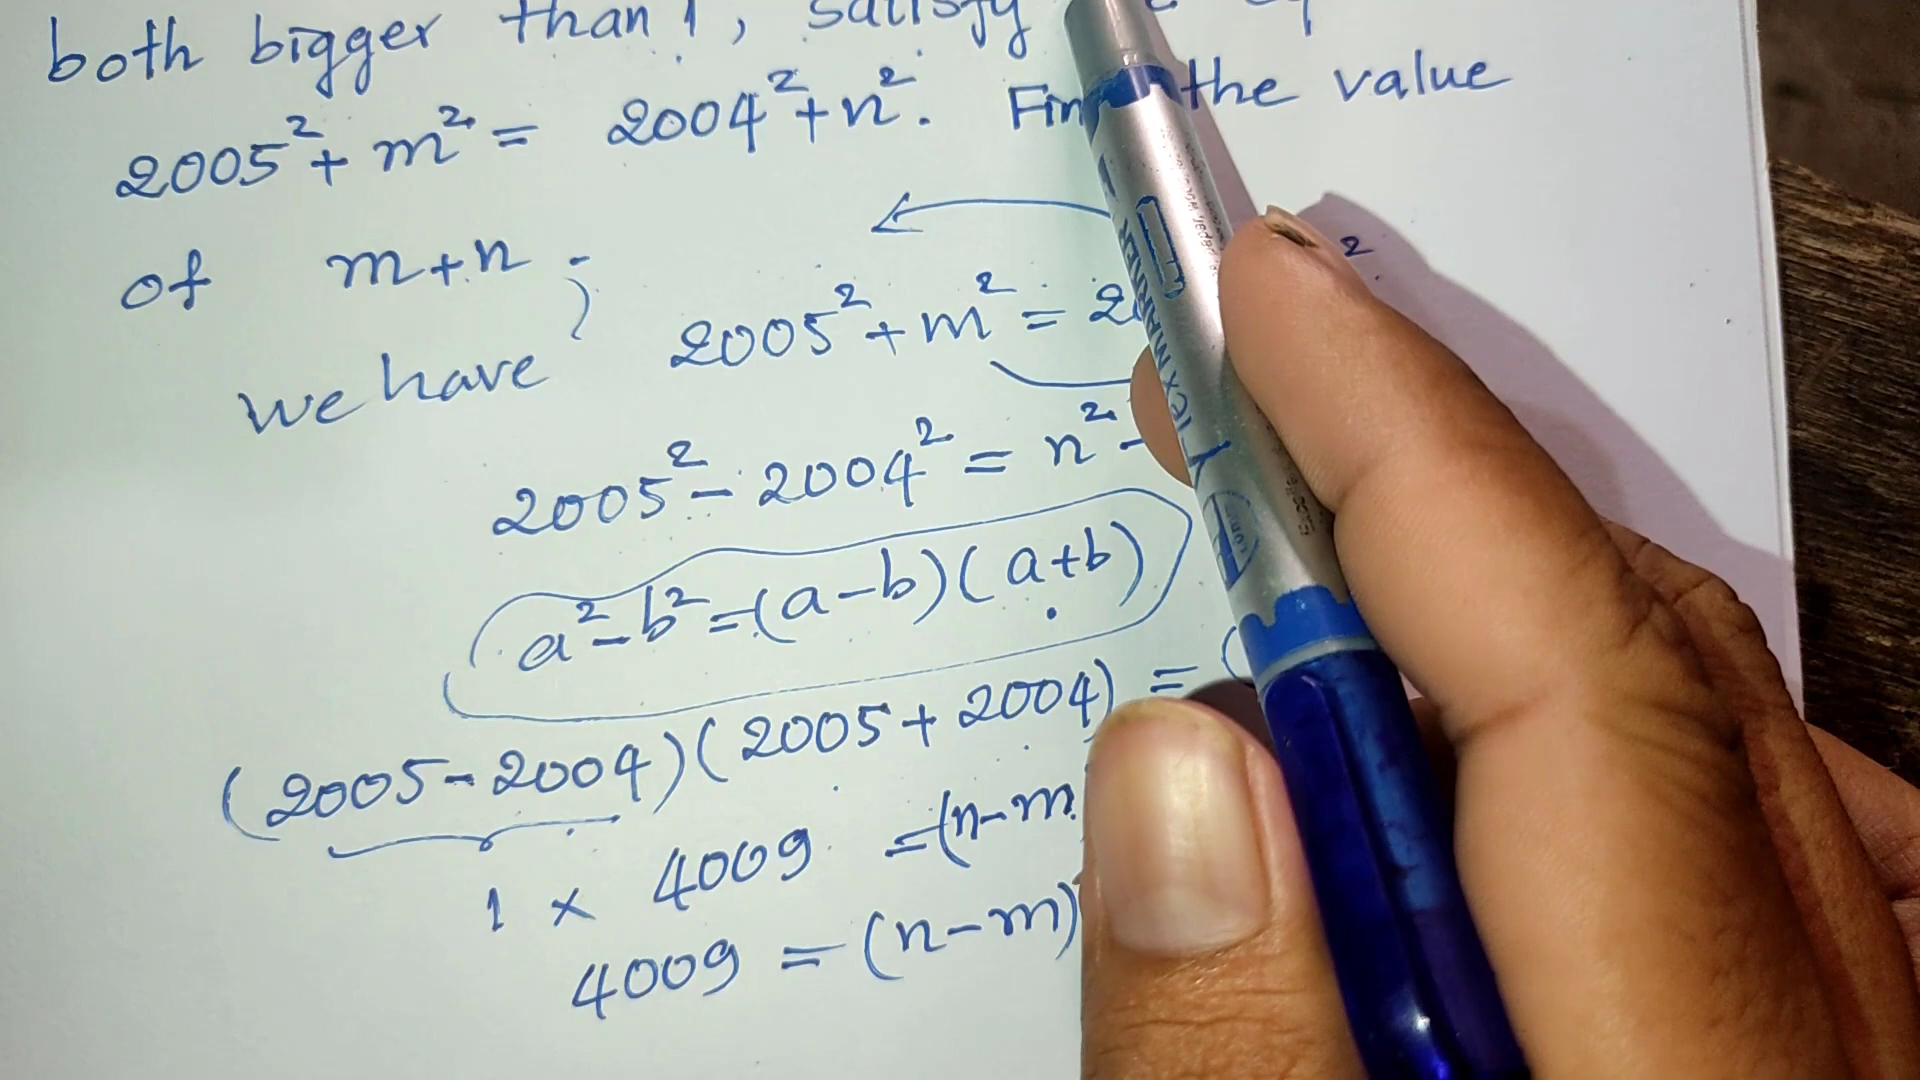 both bigger than 1, satisfy
2005² + m² = 2004² + n². Find the value
of m+n ;
we have 2005² + m² = 2
2005² - 2004² = n² -
a² - b² = (a-b)(a+b)
(2005-2004)(2005+2004) = (
1 × 4009 = (n-m
4009 = (n-m)